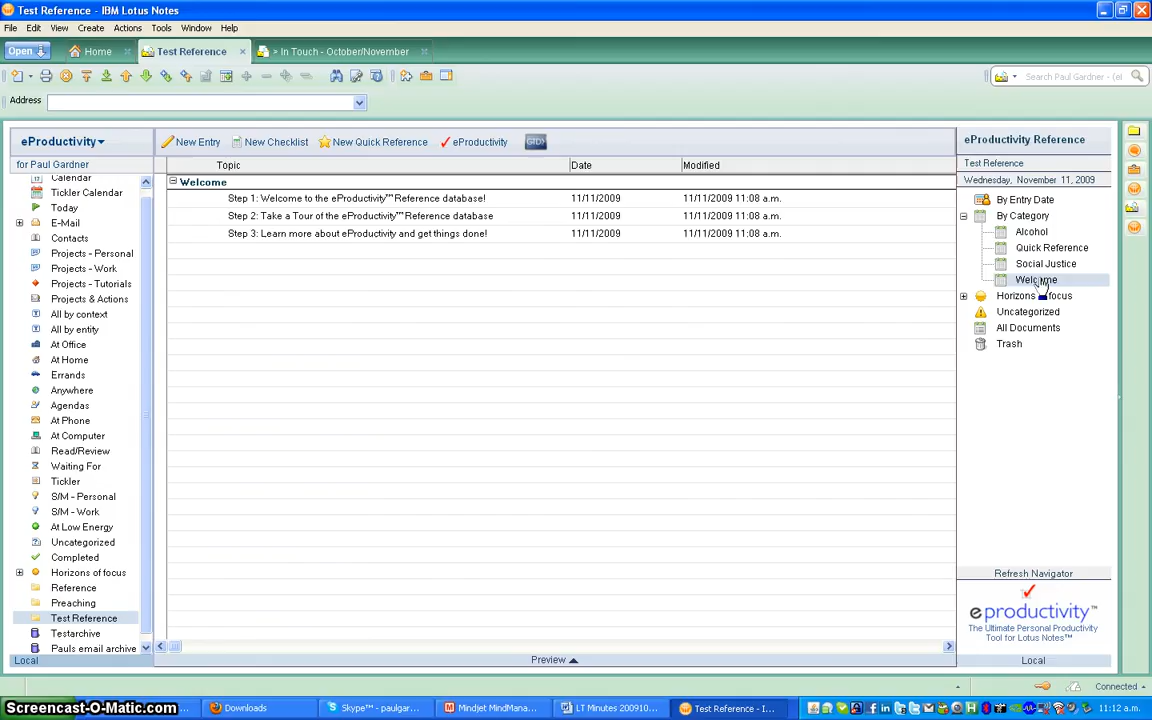 Test Reference - IBM Lotus Notes
File Edit View Create Actions Tools Window Help
Open Home Test Reference > In Touch - October/November
Search Paul Gardner - (el
Address
eProductivity
for Paul Gardner
Calendar
Tickler Calendar
Today
E-Mail
Contacts
Projects - Personal
Projects - Work
Projects - Tutorials
Projects & Actions
All by context
All by entity
At Office
At Home
Errands
Anywhere
Agendas
At Phone
At Computer
Read/Review
Waiting For
Tickler
S/M - Personal
S/M - Work
At Low Energy
Uncategorized
Completed
Horizons of focus
Reference
Preaching
Test Reference
Testarchive
Pauls email archive
Local
New Entry New Checklist New Quick Reference eProductivity GTD
Topic Date Modified
Welcome
Step 1: Welcome to the eProductivity™ Reference database! 11/11/2009 11/11/2009 11:08 a.m.
Step 2: Take a Tour of the eProductivity™ Reference database 11/11/2009 11/11/2009 11:08 a.m.
Step 3: Learn more about eProductivity and get things done! 11/11/2009 11/11/2009 11:08 a.m.
Preview
eProductivity Reference
Test Reference
Wednesday, November 11, 2009
By Entry Date
By Category
Alcohol
Quick Reference
Social Justice
Welcome
Horizons focus
Uncategorized
All Documents
Trash
Refresh Navigator
eproductivity™
The Ultimate Personal Productivity
Tool for Lotus Notes™
Local
Connected
Screencast-O-Matic.com Downloads Skype™ - paulgar... Mindjet MindMana... LT Minutes 200910... Test Reference - I... 11:12 a.m.